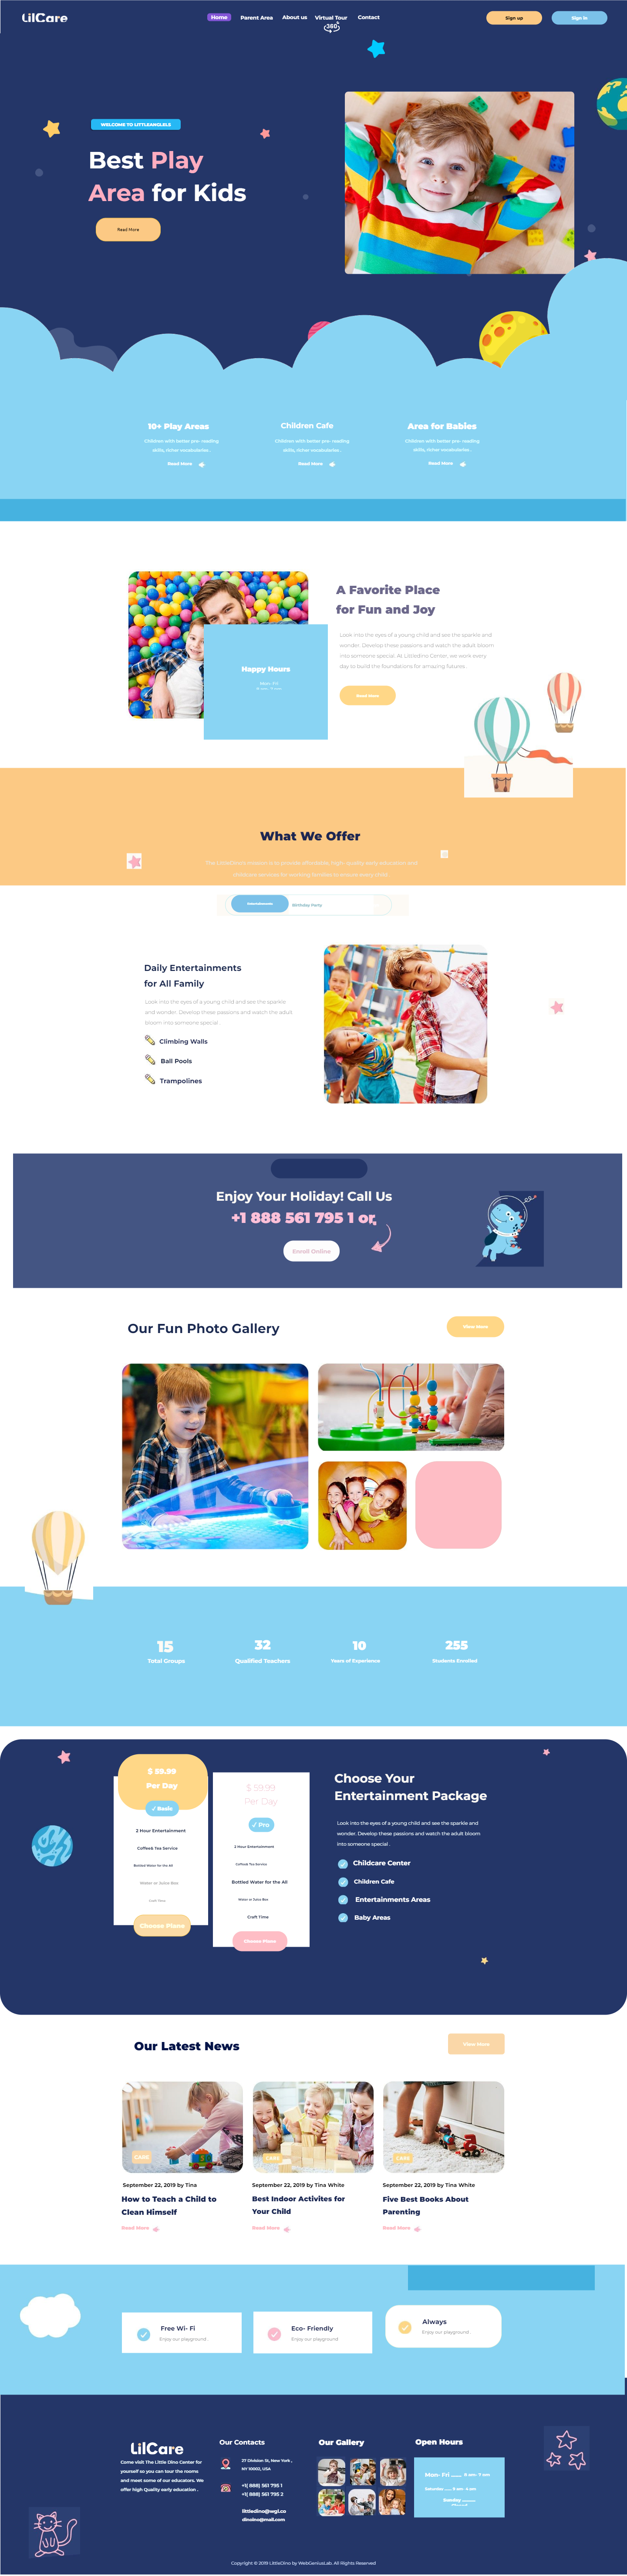 LilCare
Home
Parent Area
About us
Virtual Tour
360°
Contact
Sign up
Sign in
WELCOME TO LITTLEANGLELS
Best Play
Area for Kids
Read More
10+ Play Areas
Children with better pre- reading
skills, richer vocabularies .
Read More
Children Cafe
Children with better pre- reading
skills, richer vocabularies .
Read More
Area for Babies
Children with better pre- reading
skills, richer vocabularies .
Read More
Happy Hours
Mon- Fri
A Favorite Place
for Fun and Joy
Look into the eyes of a young child and see the sparkle and
wonder. Develop these passions and watch the adult bloom
into someone special. At Littledino Center, we work every
day to build the foundations for amazing futures .
Read More
What We Offer
The LittleDino's mission is to provide affordable, high-quality early education and
childcare services for working families to ensure every child
Entertainments
Birthday Party
Daily Entertainments
for All Family
Look into the eyes of a young child and see the sparkle
and wonder. Develop these passions and watch the adult
bloom into someone special .
Climbing Walls
Ball Pools
Trampolines
Enjoy Your Holiday! Call Us
+1 888 561 795 1 or,
Enroll Online
Our Fun Photo Gallery
View More
15
Total Groups
32
Qualified Teachers
10
Years of Experience
255
Students Enrolled
$ 59.99
Per Day
✓ Basic
2 Hour Entertainment
Coffee& Tea Service
Bottled Water for the All
Water or Juice Box
Craft Time
Choose Plane
$ 59.99
Per Day
✓ Pro
2 Hour Entertainment
Coffee& Tea Service
Bottled Water for the All
Water or Juice Box
Craft Time
Choose Plane
Choose Your
Entertainment Package
Look into the eyes of a young child and see the sparkle and
wonder. Develop these passions and watch the adult bloom
into someone special .
Childcare Center
Children Cafe
Entertainments Areas
Baby Areas
Our Latest News
View More
CARE
September 22, 2019 by Tina
How to Teach a Child to
Clean Himself
Read More
CARE
September 22, 2019 by Tina White
Best Indoor Activites for
Your Child
Read More
CARE
September 22, 2019 by Tina White
Five Best Books About
Parenting
Read More
Free Wi- Fi
Enjoy our playground
Eco- Friendly
Enjoy our playground
Always
Enjoy our playground
LilCare
Come visit The Little Dino Center for
yourself so you can tour the rooms
and meet some of our educators. We
offer high Quality early education .
Our Contacts
27 Division St, New York ,
NY 10002, USA
+1( 888) 561 795 1
+1( 888) 561 795 2
littledino@wgl.co
dinoino@mail.com
Our Gallery
Open Hours
Mon- Fri ...... 9 am- 7 pm
Saturday ...... 9 am- 4 pm
Sunday ..........
Copyright © 2019 LittleDino by WebGeniusLab. All Rights Reserved